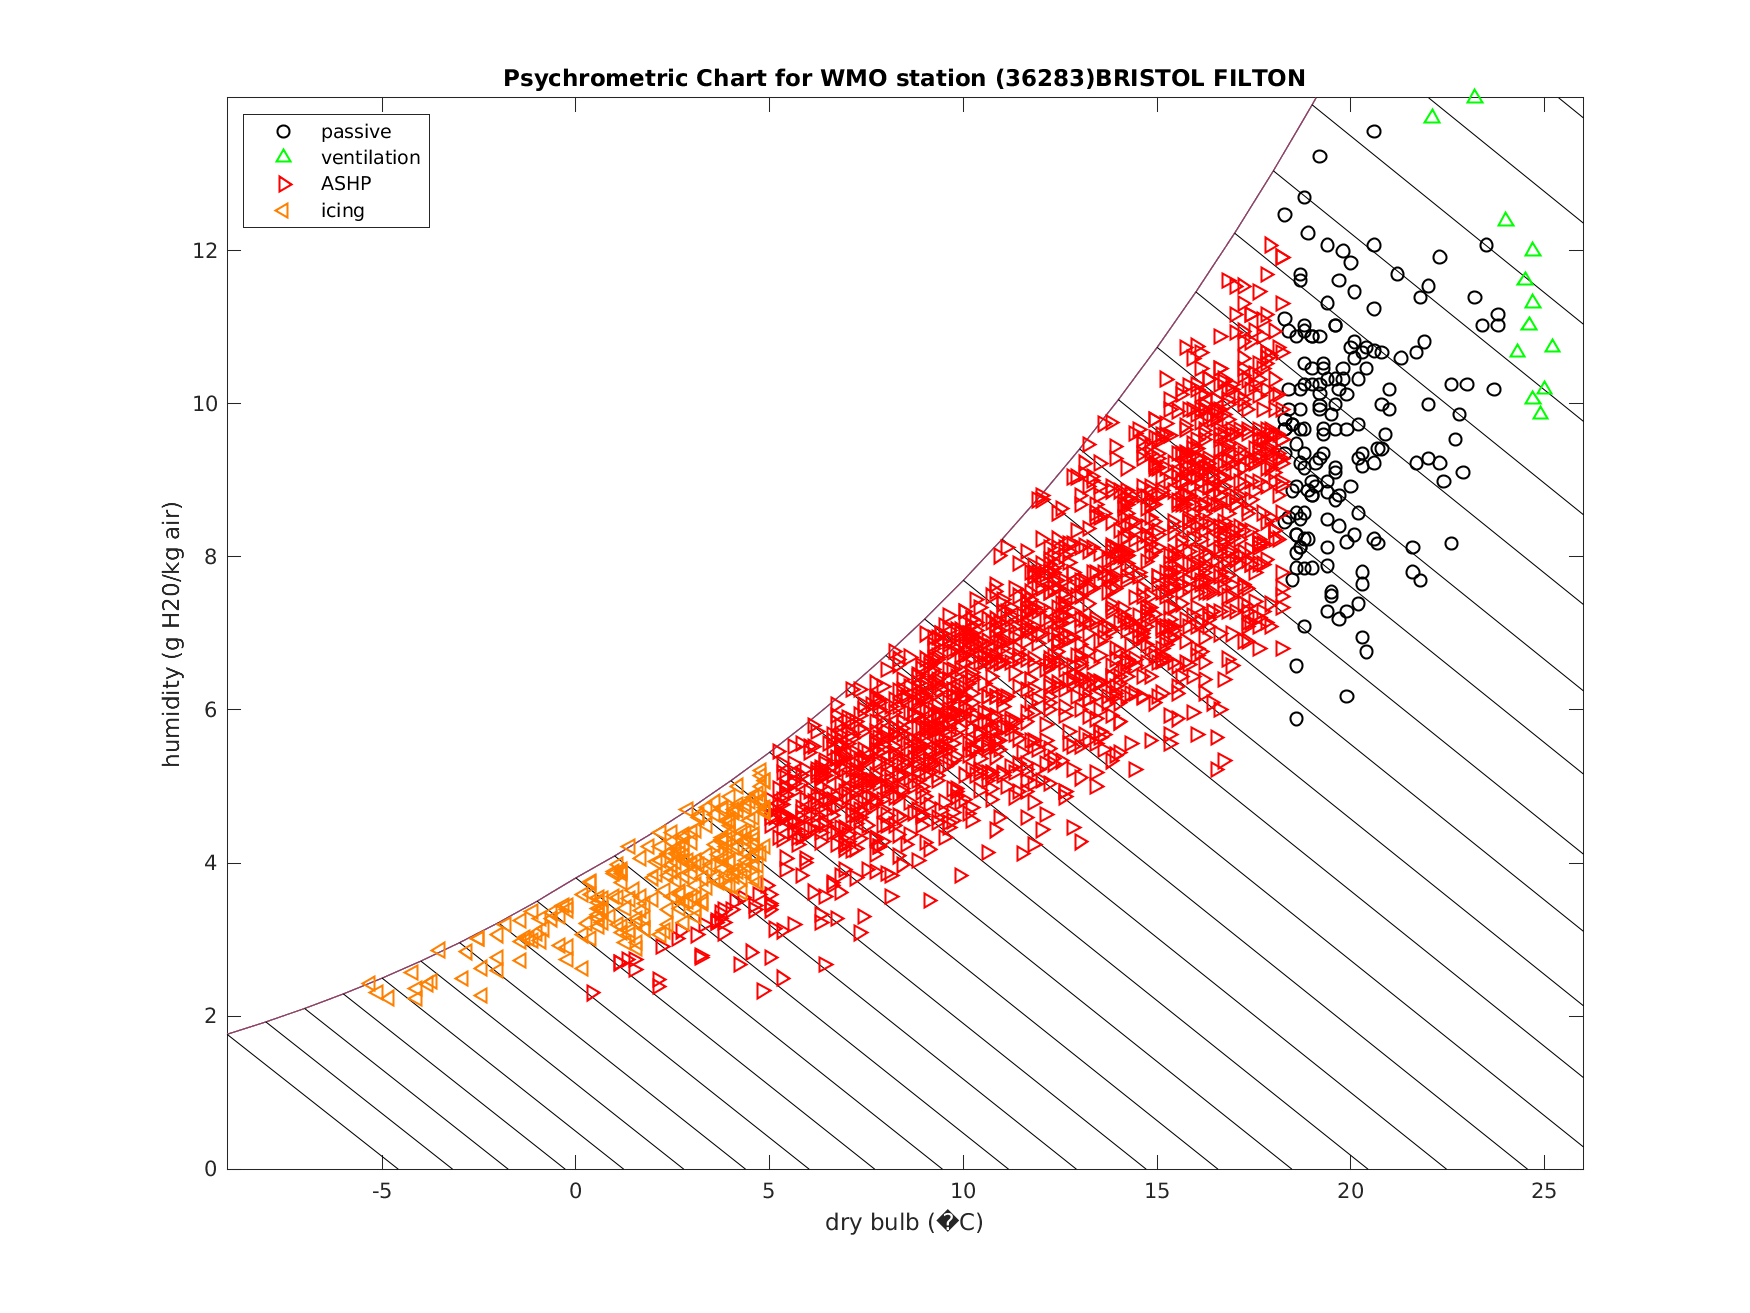 Psychrometric Chart for WMO station (36283)BRISTOL FILTON
passive
ventilation
ASHP
icing
12
10
8
6
4
2
0
humidity (g H20/kg air)
-5 0 5 10 15 20 25
dry bulb (�C)